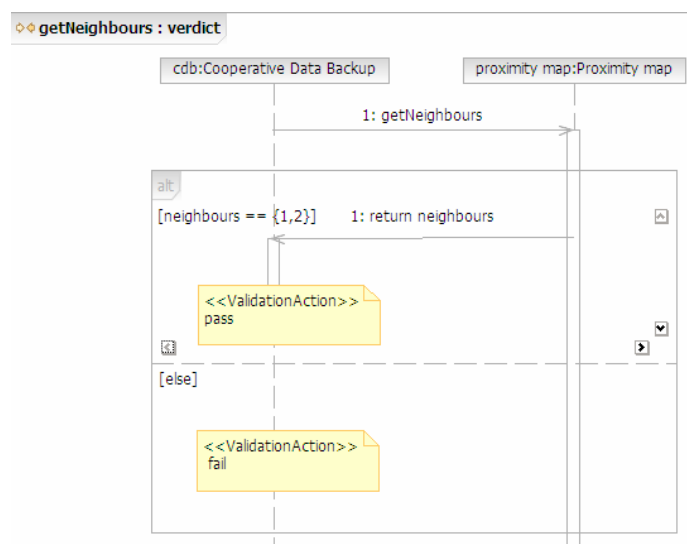 getNeighbours : verdict
cdb:Cooperative Data Backup
proximity map:Proximity map
1: getNeighbours
alt
[neighbours == {1,2}]
1: return neighbours
<<ValidationAction>>
pass
[else]
<<ValidationAction>>
fail